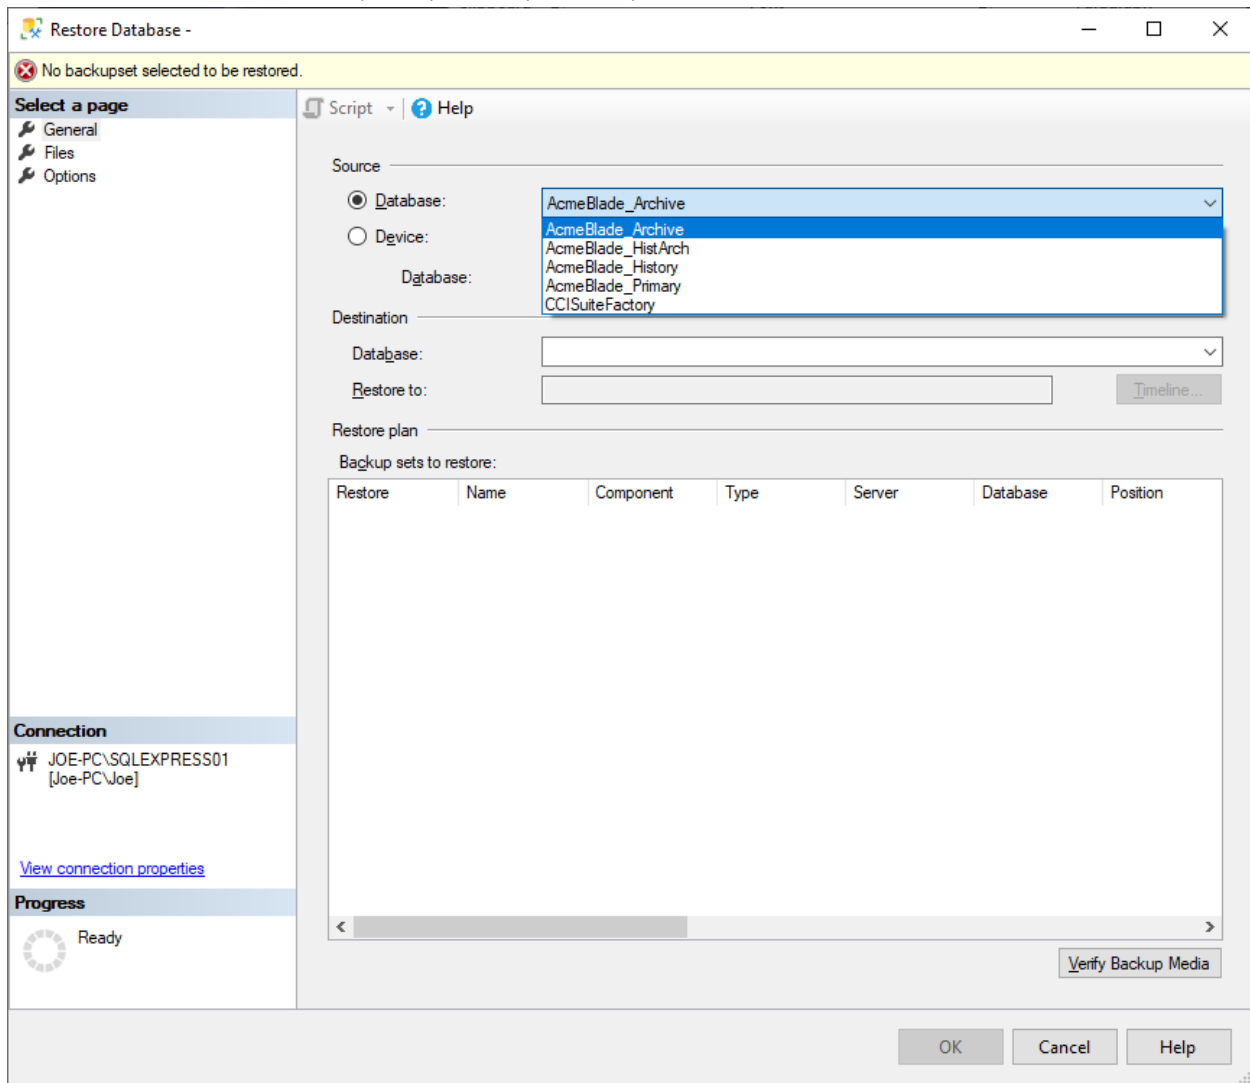 Restore Database -
No backupset selected to be restored.
Select a page
General
Files
Options
Script
Help
Source
Database:
AcmeBlade_Archive
Device:
AcmeBlade_Archive
AcmeBlade_HistArch
AcmeBlade_History
AcmeBlade_Primary
CCISuiteFactory
Database:
Destination
Database:
Restore to:
Timeline...
Restore plan
Backup sets to restore:
Restore Name Component Type Server Database Position
Connection
JOE-PC\SQLEXPRESS01
[Joe-PC\Joe]
View connection properties
Progress
Ready
Verify Backup Media
OK Cancel Help